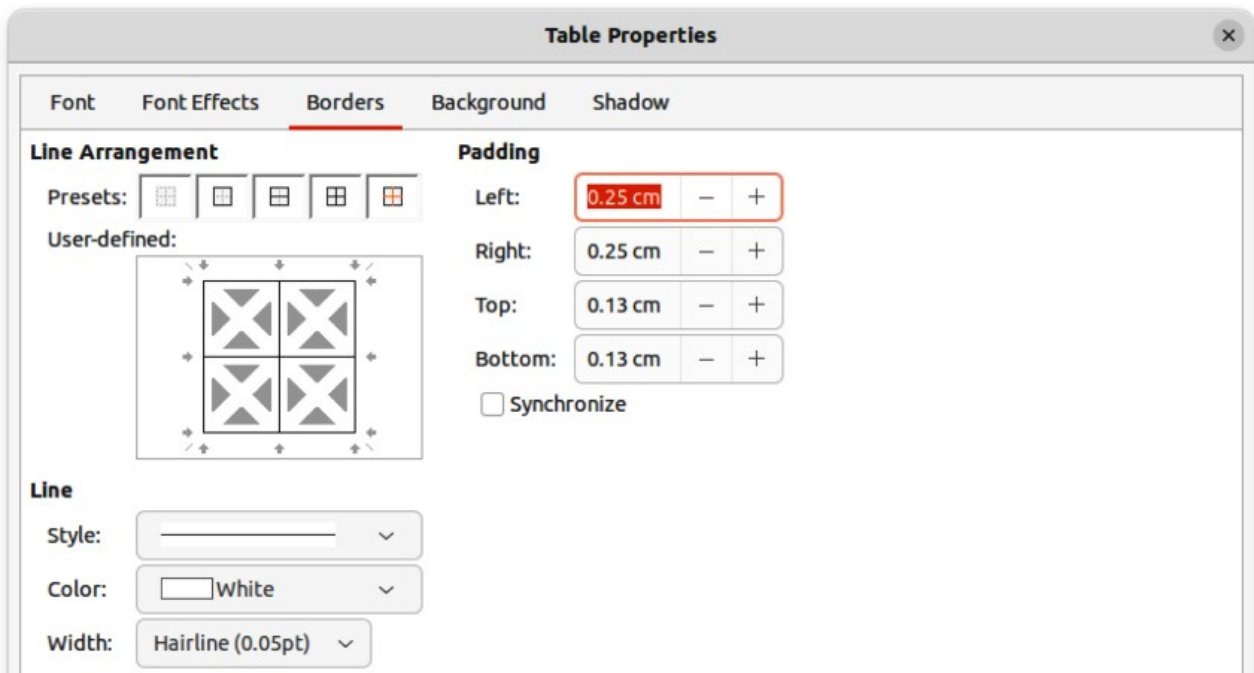 Table Properties
Font Font Effects Borders Background Shadow
Line Arrangement
Presets:
User-defined:
Padding
Left: 0.25 cm − +
Right: 0.25 cm − +
Top: 0.13 cm − +
Bottom: 0.13 cm − +
Synchronize
Line
Style:
Color: White
Width: Hairline (0.05pt)